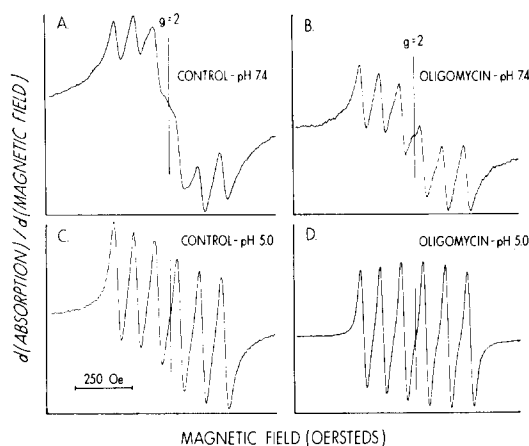 A.
g=2
CONTROL-pH 7.4
B.
g=2
OLIGOMYCIN-pH 7.4
d(ABSORPTION)/d(MAGNETIC FIELD)
C.
CONTROL-pH 5.0
250 Oe
D.
OLIGOMYCIN-pH 5.0
MAGNETIC FIELD (OERSTEDS)